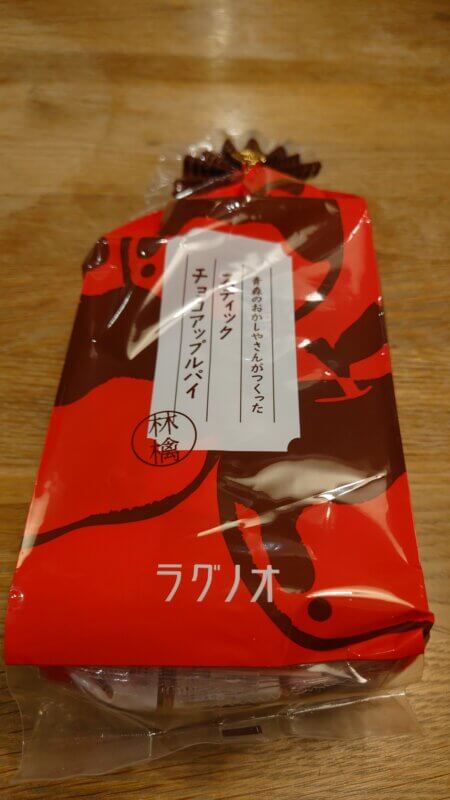 青森のおかしやさんがつくった
スティック
チョコアップルパイ
林檎
ラグノオ